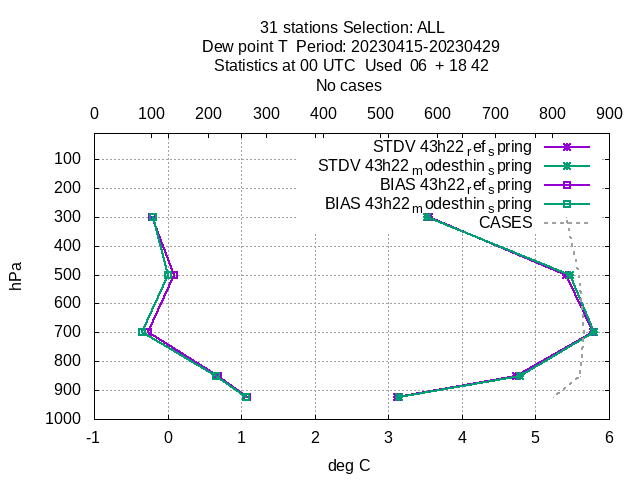 31 stations Selection: ALL
Dew point T  Period: 20230415-20230429
Statistics at 00 UTC  Used  06  + 18 42
No cases
0 100 200 300 400 500 600 700 800 900
STDV 43h22_ref_spring
STDV 43h22_modesthin_spring
BIAS 43h22_ref_spring
BIAS 43h22_modesthin_spring
CASES
100
200
300
400
500
600
700
800
900
1000
hPa
-1 0 1 2 3 4 5 6
deg C